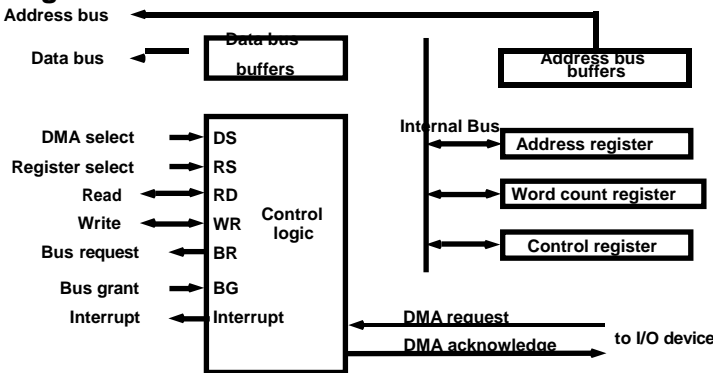 Address bus
Data bus
Data bus
buffers
Address bus
buffers
Internal Bus
DMA select
DS
Address register
Register select
RS
Read
RD
Word count register
Write
WR
Control
logic
Bus request
BR
Control register
Bus grant
BG
Interrupt
Interrupt
DMA request
to I/O device
DMA acknowledge